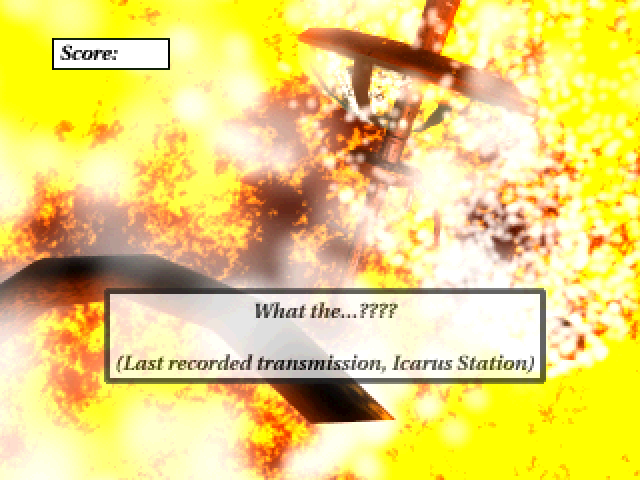 Score:
What the...????
(Last recorded transmission, Icarus Station)